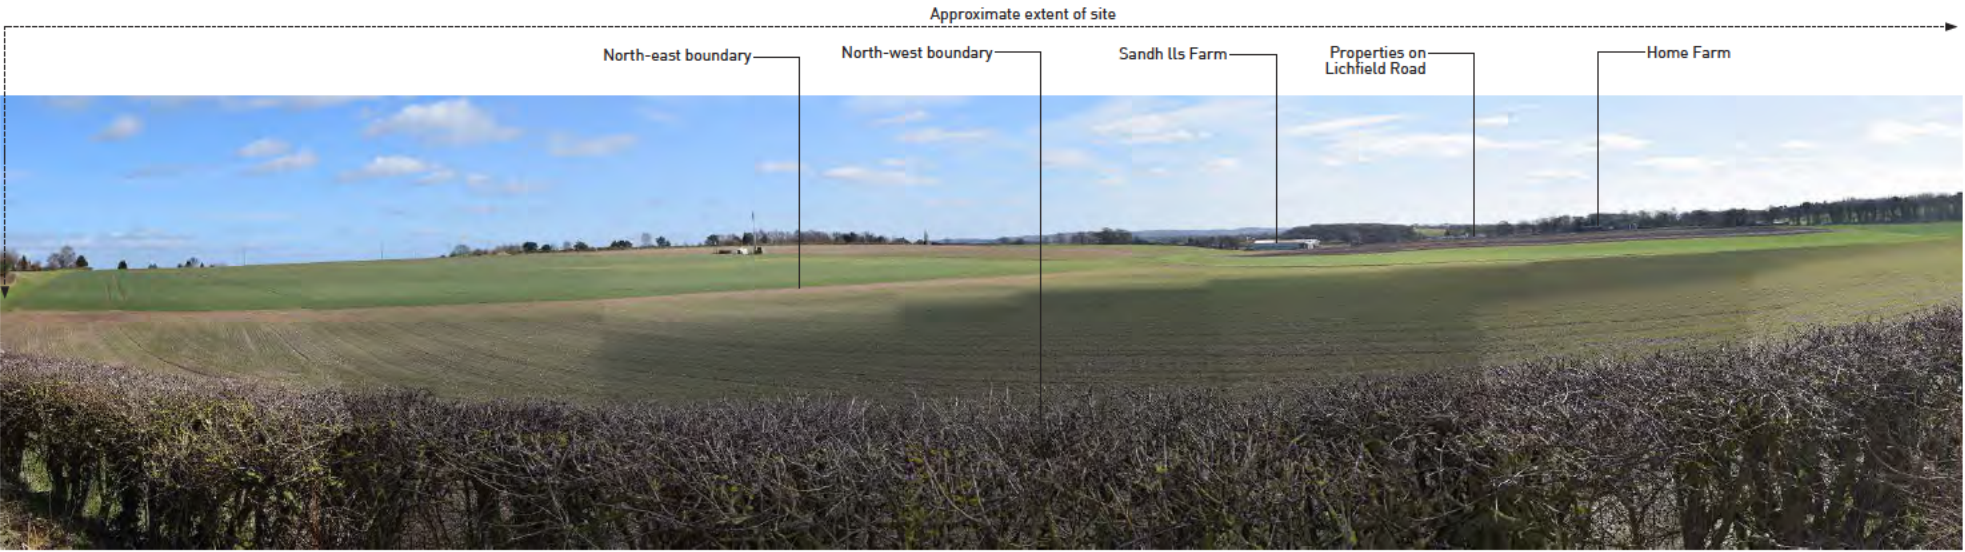 Approximate extent of site
North-east boundary
North-west boundary
Sandh lls Farm
Properties on
Lichfield Road
Home Farm